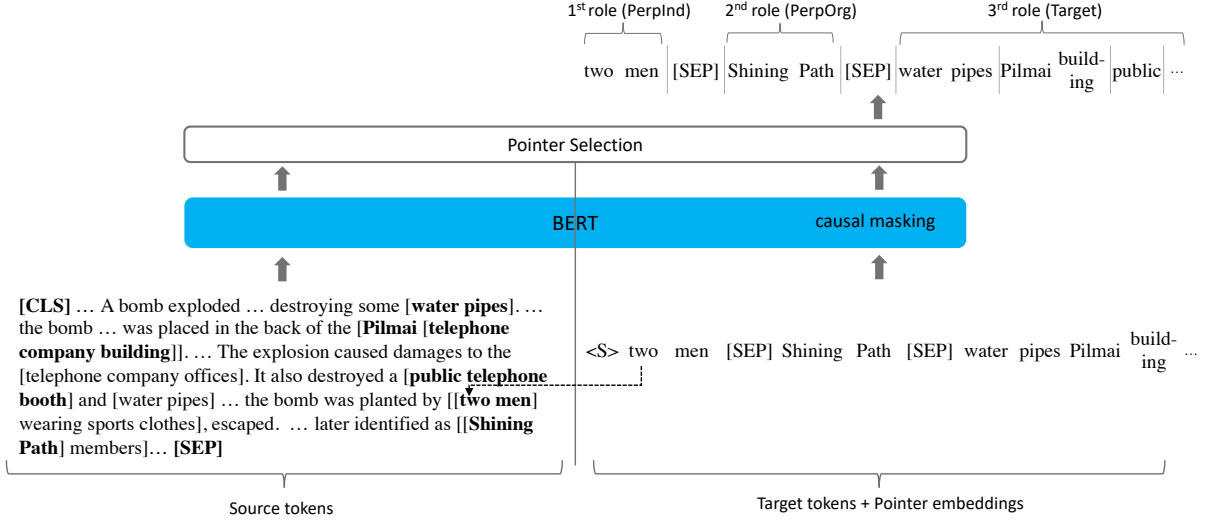 1st role (PerpInd) 2nd role (PerpOrg) 3rd role (Target)
two men [SEP] Shining Path [SEP] water pipes Pilmai build-ing public ...
Pointer Selection
BERT causal masking
[CLS] … A bomb exploded … destroying some [water pipes]. …
the bomb … was placed in the back of the [Pilmai [telephone
company building]]. … The explosion caused damages to the
[telephone company offices]. It also destroyed a [public telephone
booth] and [water pipes] … the bomb was planted by [[two men]
wearing sports clothes], escaped. … later identified as [[Shining
Path] members]… [SEP]
<S> two men [SEP] Shining Path [SEP] water pipes Pilmai build-ing ...
Source tokens
Target tokens + Pointer embeddings